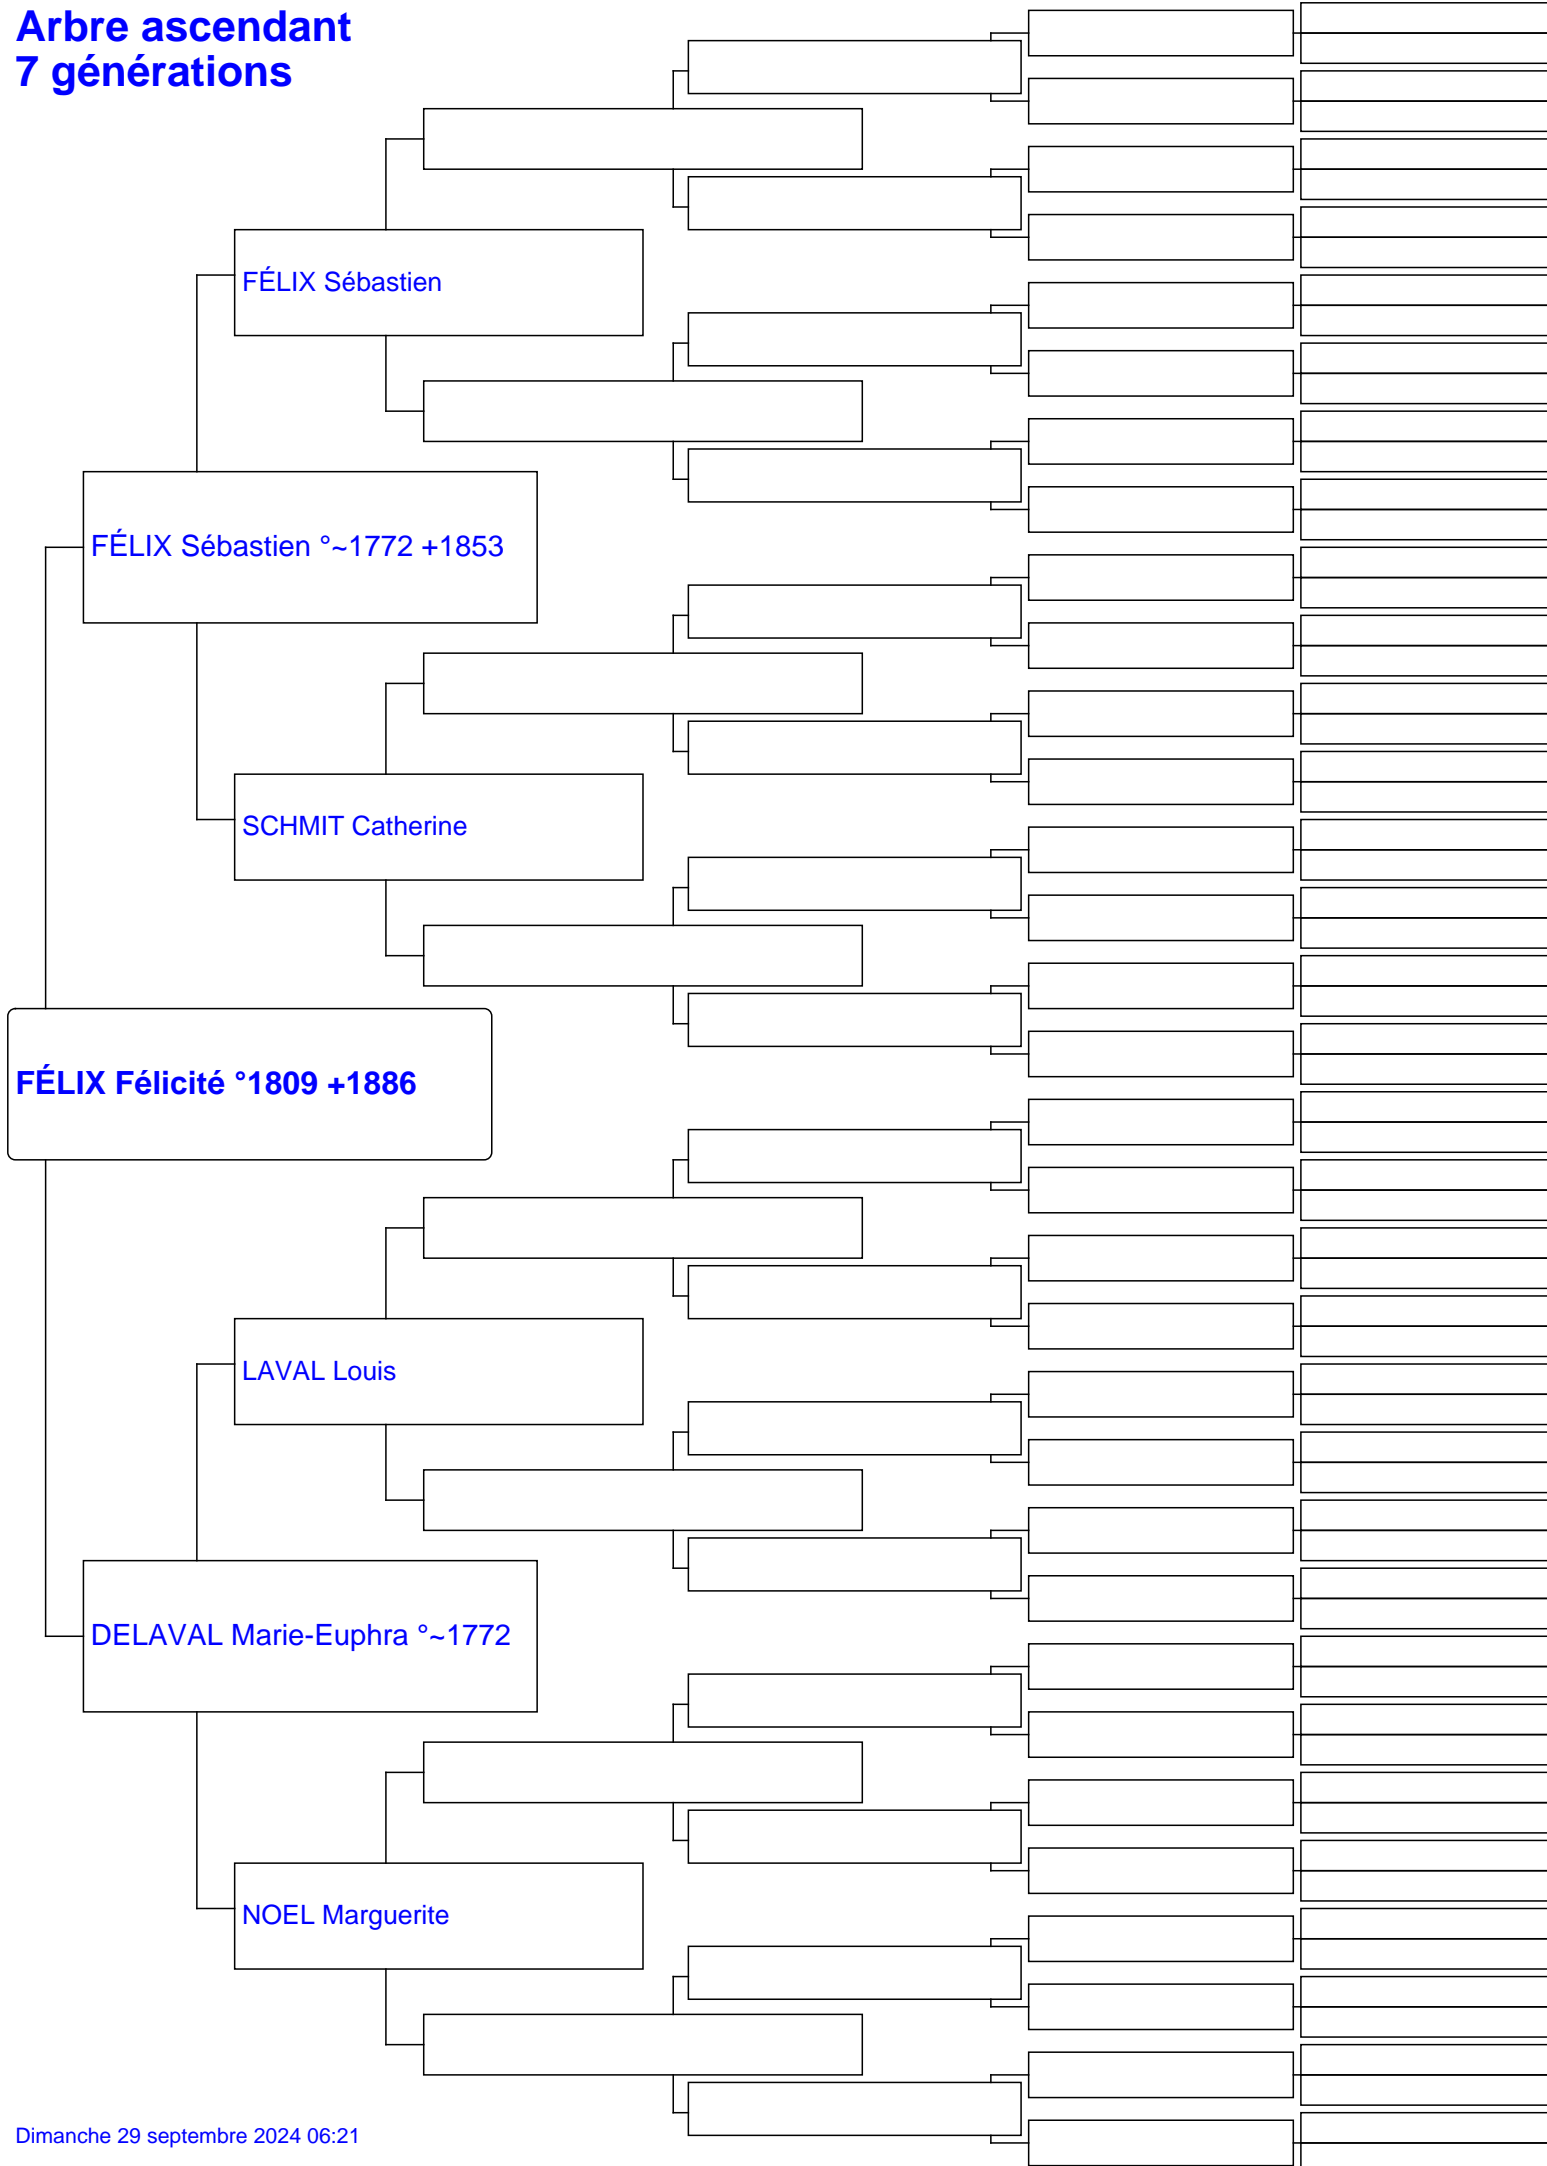 Arbre ascendant
7 générations
FÉLIX Sébastien
FÉLIX Sébastien °~1772 +1853
SCHMIT Catherine
FÉLIX Félicité °1809 +1886
LAVAL Louis
DELAVAL Marie-Euphra °~1772
NOEL Marguerite
Dimanche 29 septembre 2024 06:21